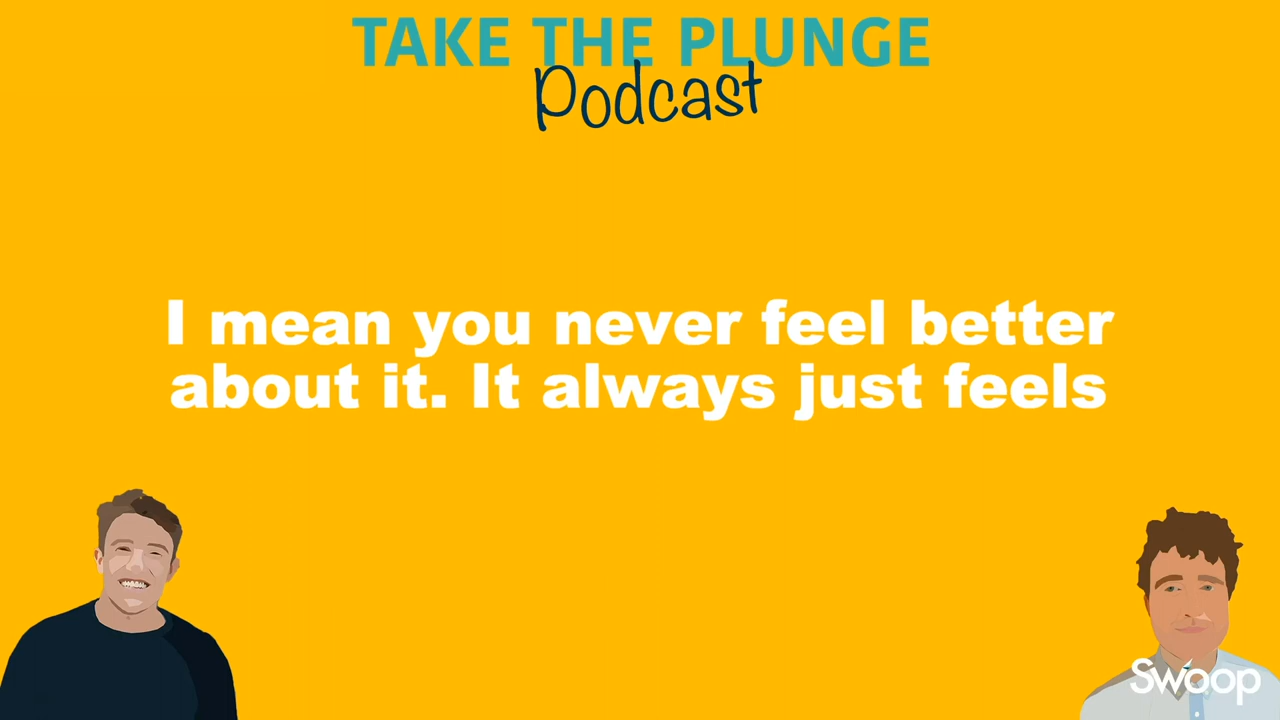 TAKE THE PLUNGE
Podcast
I mean you never feel better
about it. It always just feels
Swoop